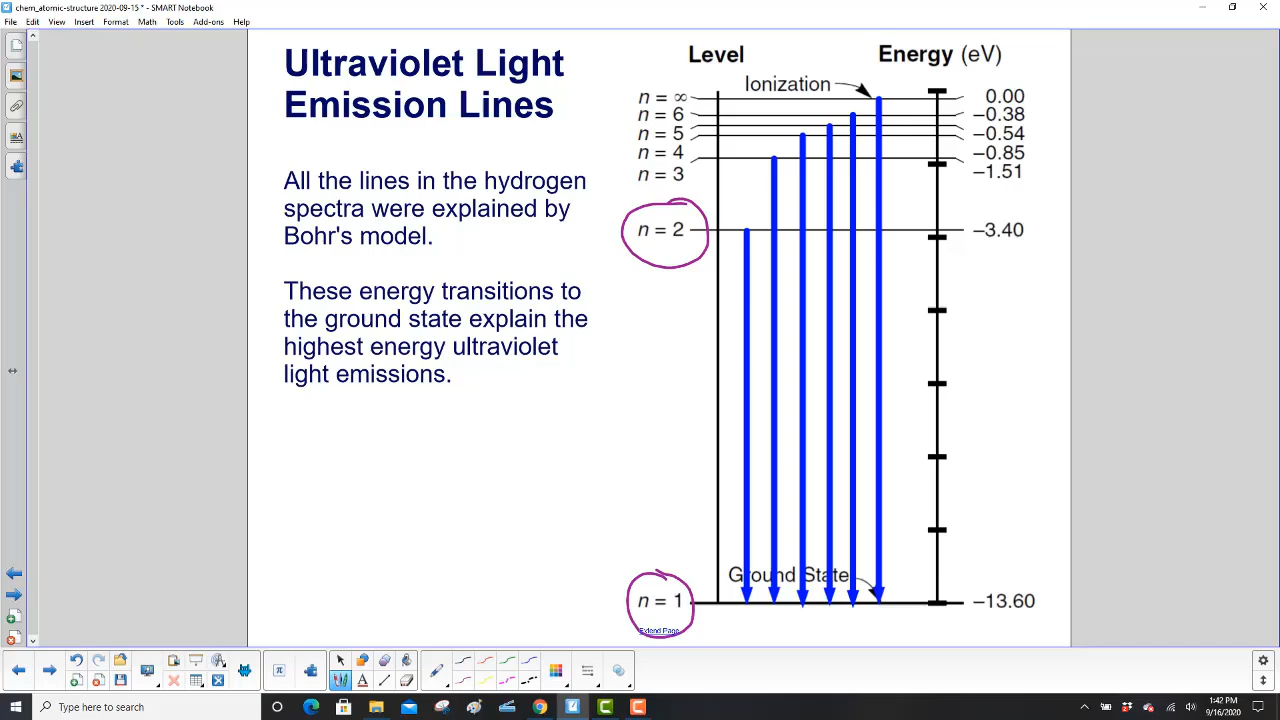 chem_atomic-structure 2020-09-15 * - SMART Notebook
File Edit View Insert Format Math Tools Add-ons Help
Ultraviolet Light
Emission Lines
All the lines in the hydrogen
spectra were explained by
Bohr's model.
These energy transitions to
the ground state explain the
highest energy ultraviolet
light emissions.
Level
Energy (eV)
Ionization
n = ∞ 0.00
n = 6 –0.38
n = 5 –0.54
n = 4 –0.85
n = 3 –1.51
n = 2 –3.40
Ground State
n = 1 –13.60
Extend Page
Type here to search
1:42 PM
9/16/2020